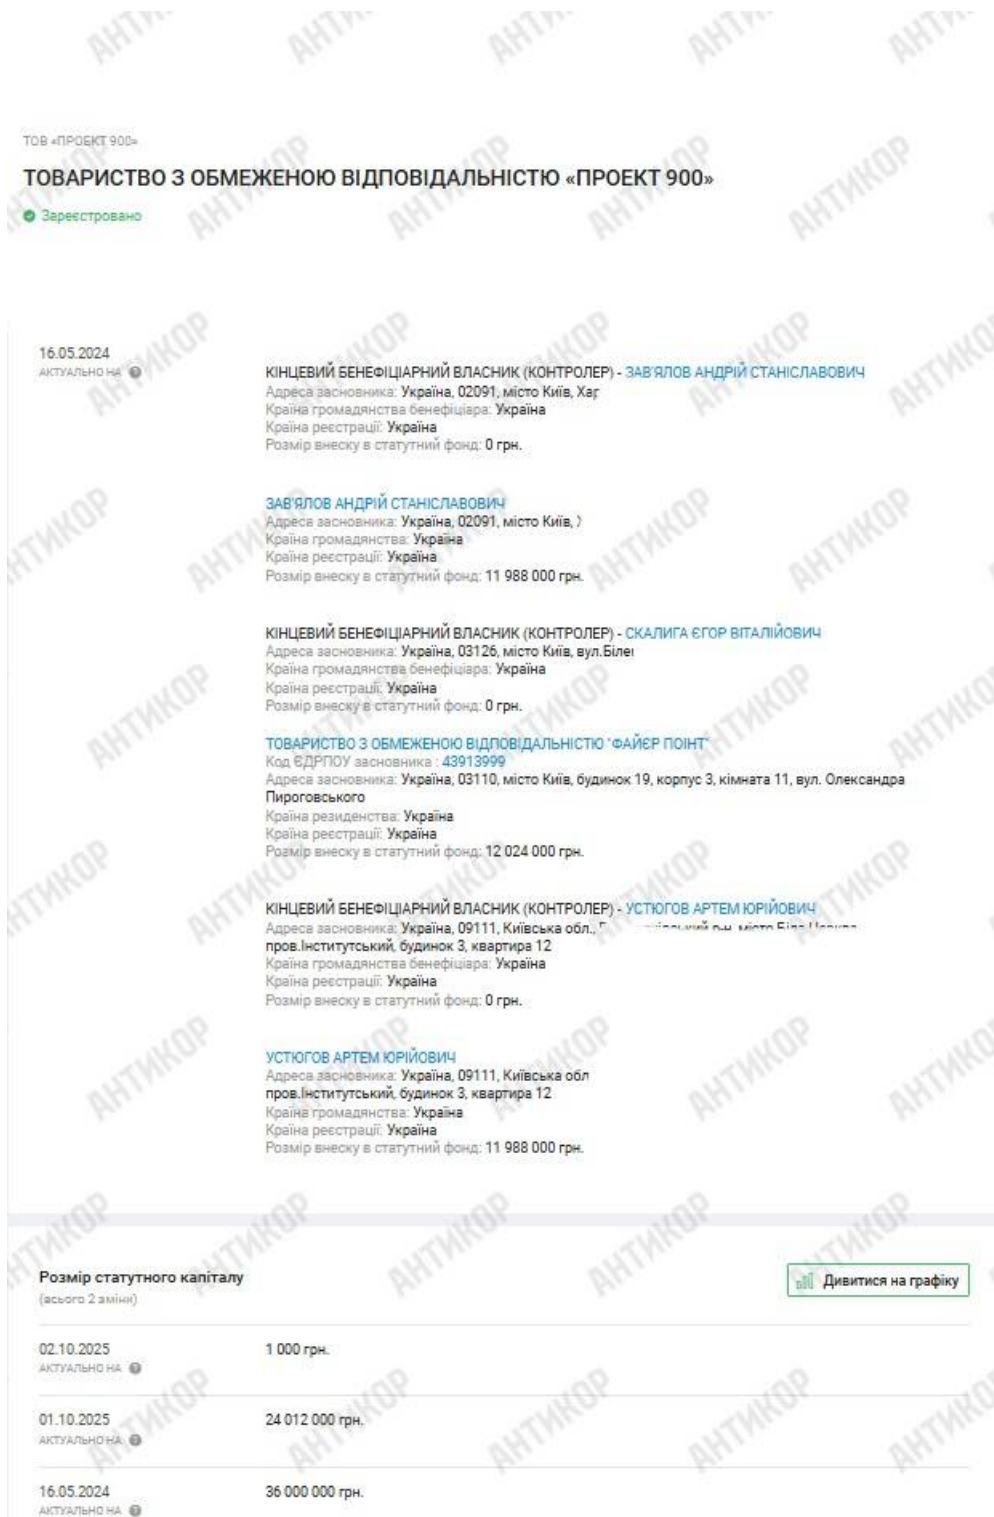 ТОВ «ПРОЕКТ 900»
ТОВАРИСТВО З ОБМЕЖЕНОЮ ВІДПОВІДАЛЬНІСТЮ «ПРОЕКТ 900»
Зареєстровано
16.05.2024
АКТУАЛЬНО НА
КІНЦЕВИЙ БЕНЕФІЦІАРНИЙ ВЛАСНИК (КОНТРОЛЕР) - ЗАВ'ЯЛОВ АНДРІЙ СТАНІСЛАВОВИЧ
Адреса засновника: Україна, 02091, місто Київ, Хар
Країна громадянства бенефіціара: Україна
Країна реєстрації: Україна
Розмір внеску в статутний фонд: 0 грн.
ЗАВ'ЯЛОВ АНДРІЙ СТАНІСЛАВОВИЧ
Адреса засновника: Україна, 02091, місто Київ,
Країна громадянства: Україна
Країна реєстрації: Україна
Розмір внеску в статутний фонд: 11 988 000 грн.
КІНЦЕВИЙ БЕНЕФІЦІАРНИЙ ВЛАСНИК (КОНТРОЛЕР) - СКАЛИГА ЄГОР ВІТАЛІЙОВИЧ
Адреса засновника: Україна, 03126, місто Київ, вул.Біле
Країна громадянства бенефіціара: Україна
Країна реєстрації: Україна
Розмір внеску в статутний фонд: 0 грн.
ТОВАРИСТВО З ОБМЕЖЕНОЮ ВІДПОВІДАЛЬНІСТЮ "ФАЙЄР ПОІНТ"
Код ЄДРПОУ засновника : 43913999
Адреса засновника: Україна, 03110, місто Київ, будинок 19, корпус 3, кімната 11, вул. Олександра
Пироговського
Країна резиденства: Україна
Країна реєстрації: Україна
Розмір внеску в статутний фонд: 12 024 000 грн.
КІНЦЕВИЙ БЕНЕФІЦІАРНИЙ ВЛАСНИК (КОНТРОЛЕР) - УСТЮГОВ АРТЕМ ЮРІЙОВИЧ
Адреса засновника: Україна, 09111, Київська обл., р-н, місто Біла Церква
пров.Інститутський, будинок 3, квартира 12
Країна громадянства бенефіціара: Україна
Країна реєстрації: Україна
Розмір внеску в статутний фонд: 0 грн.
УСТЮГОВ АРТЕМ ЮРІЙОВИЧ
Адреса засновника: Україна, 09111, Київська обл
пров.Інститутський, будинок 3, квартира 12
Країна громадянства: Україна
Країна реєстрації: Україна
Розмір внеску в статутний фонд: 11 988 000 грн.
Розмір статутного капіталу
Дивитися на графіку
(всього 2 зміни)
02.10.2025
1 000 грн.
АКТУАЛЬНО НА
01.10.2025
24 012 000 грн.
АКТУАЛЬНО НА
16.05.2024
36 000 000 грн.
АКТУАЛЬНО НА
АНТИКОР